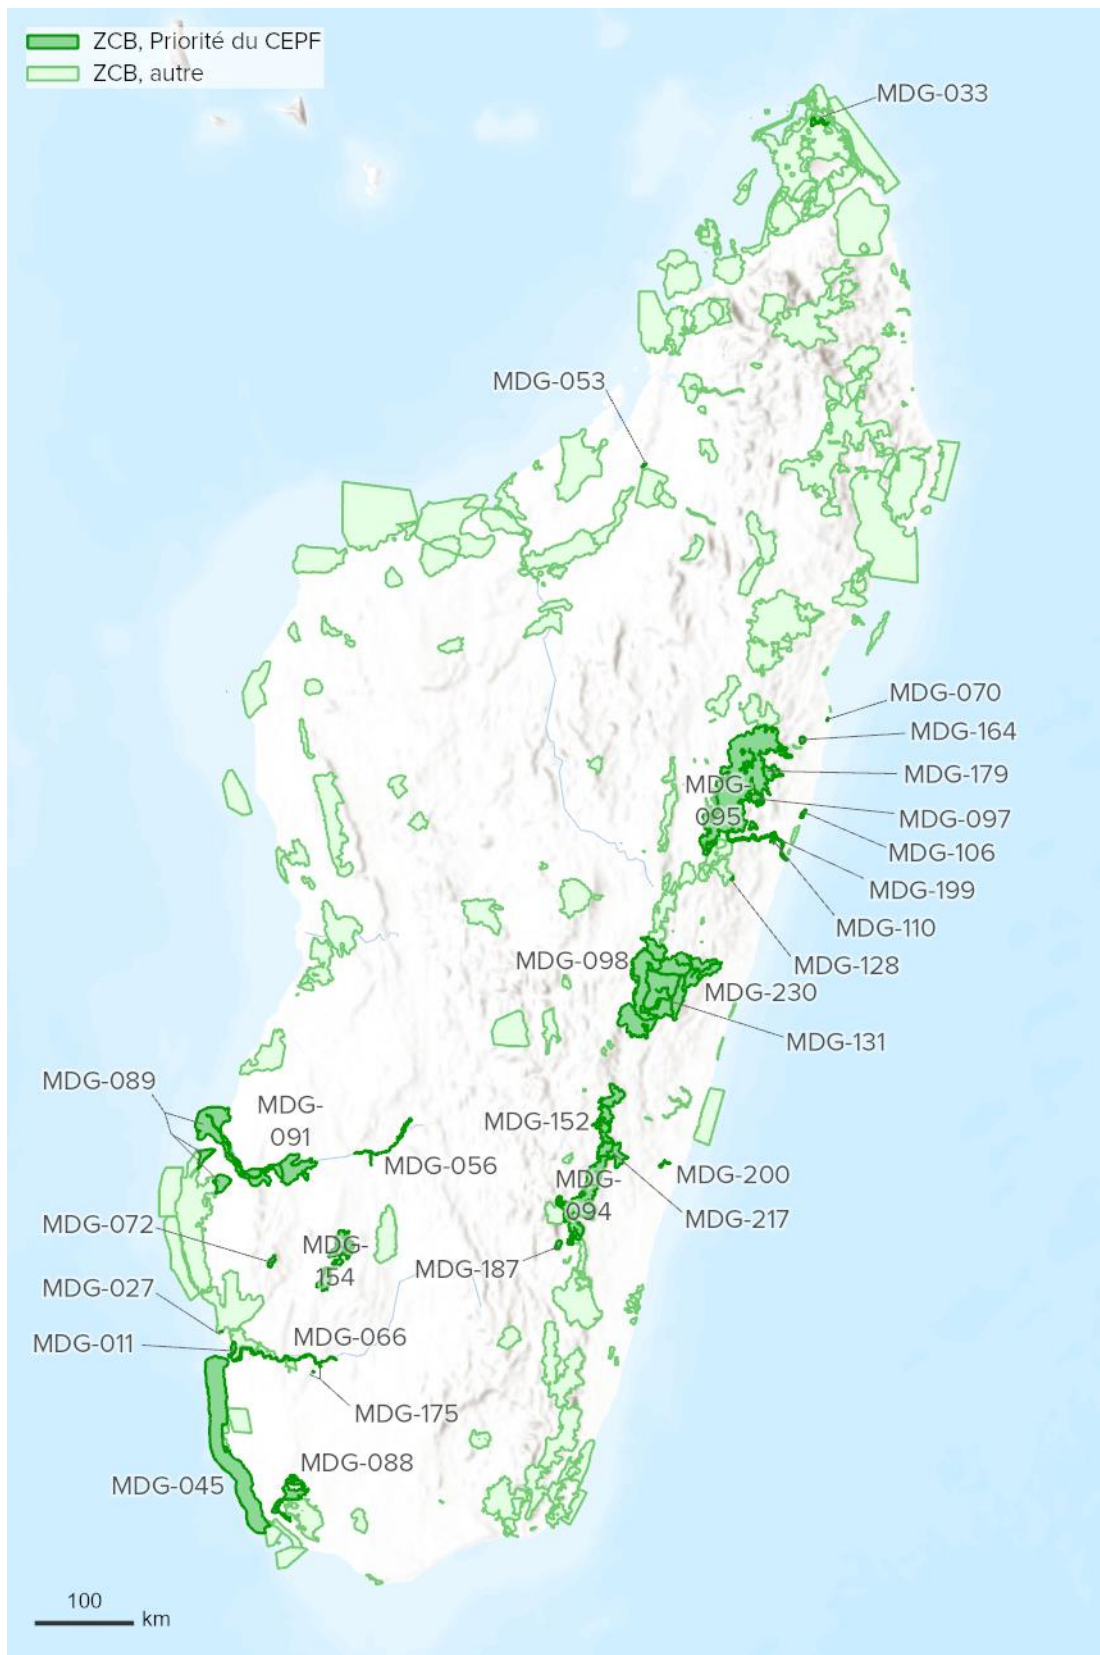 ZCB, Priorité du CEPF
ZCB, autre
MDG-033
MDG-053
MDG-070
MDG-164
MDG-179
MDG-
095
MDG-097
MDG-106
MDG-199
MDG-110
MDG-128
MDG-098
MDG-230
MDG-131
MDG-089
MDG-
091
MDG-152
MDG-056
MDG-200
MDG-
094
MDG-217
MDG-072
MDG-
154
MDG-187
MDG-027
MDG-066
MDG-011
MDG-175
MDG-088
MDG-045
100
km